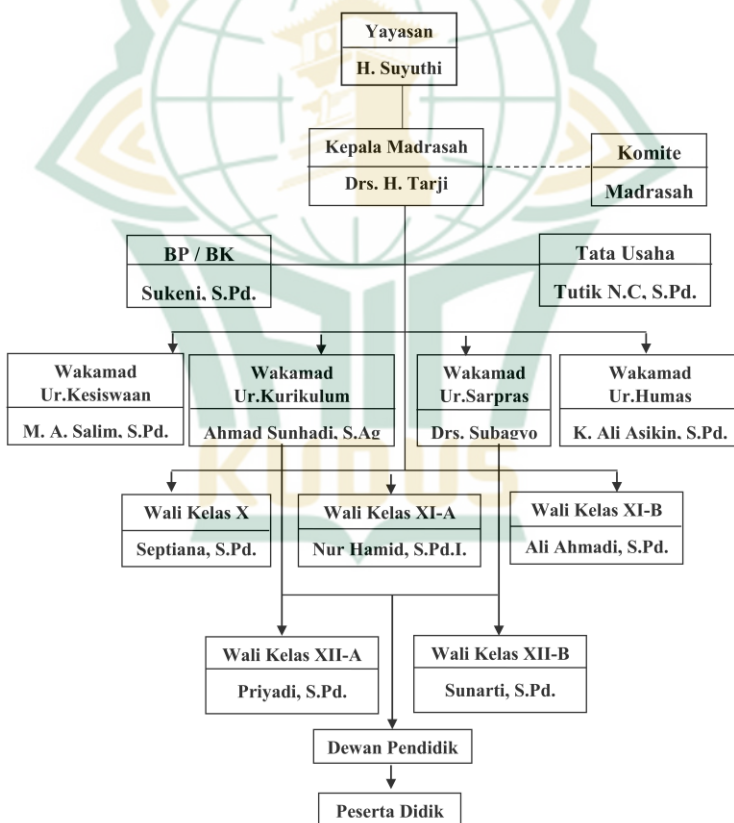 Yayasan
H. Suyuthi
Kepala Madrasah
Drs. H. Tarji
Komite
Madrasah
BP / BK
Sukeni, S.Pd.
Tata Usaha
Tutik N.C, S.Pd.
Wakamad
Ur.Kesiswaan
M. A. Salim, S.Pd.
Wakamad
Ur.Kurikulum
Ahmad Sunhadi, S.Ag
Wakamad
Ur.Sarpras
Drs. Subagyo
Wakamad
Ur.Humas
K. Ali Asikin, S.Pd.
KUDUS
Wali Kelas X
Septiana, S.Pd.
Wali Kelas XI-A
Nur Hamid, S.Pd.I.
Wali Kelas XI-B
Ali Ahmadi, S.Pd.
Wali Kelas XII-A
Priyadi, S.Pd.
Wali Kelas XII-B
Sunarti, S.Pd.
Dewan Pendidik
Peserta Didik